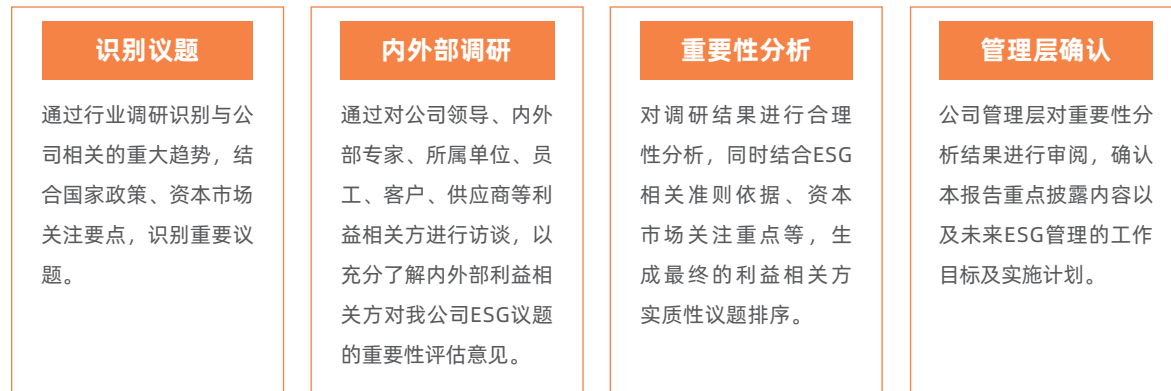 识别议题
通过行业调研识别与公
司相关的重大趋势，结
合国家政策、资本市场
关注要点，识别重要议
题。
内外部调研
通过对公司领导、内外
部专家、所属单位、员
工、客户、供应商等利
益相关方进行访谈，以
充分了解内外部利益相
关方对我公司ESG议题
的重要性评估意见。
重要性分析
对调研结果进行合理
性分析，同时结合ESG
相关准则依据、资本
市场关注重点等，生
成最终的利益相关方
实质性议题排序。
管理层确认
公司管理层对重要性分
析结果进行审阅，确认
本报告重点披露内容以
及未来ESG管理的工作
目标及实施计划。